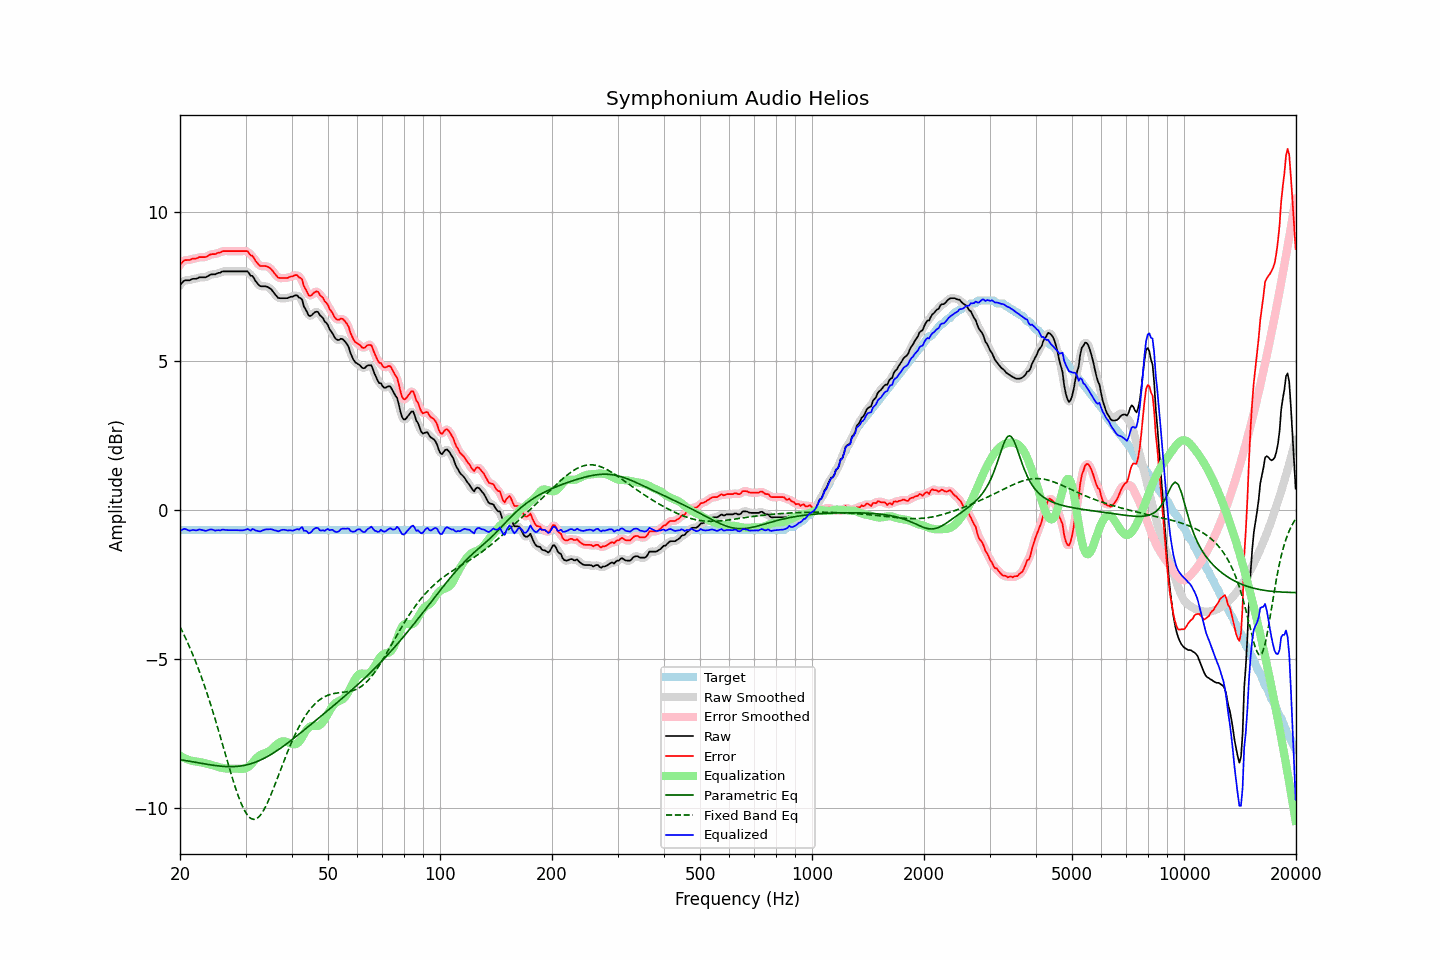 Symphonium Audio Helios
Amplitude (dBr)
10
5
0
−5
−10
Target
Raw Smoothed
Error Smoothed
Raw
Error
Equalization
Parametric Eq
Fixed Band Eq
Equalized
20
50
100
200
500
1000
2000
5000
10000
20000
Frequency (Hz)